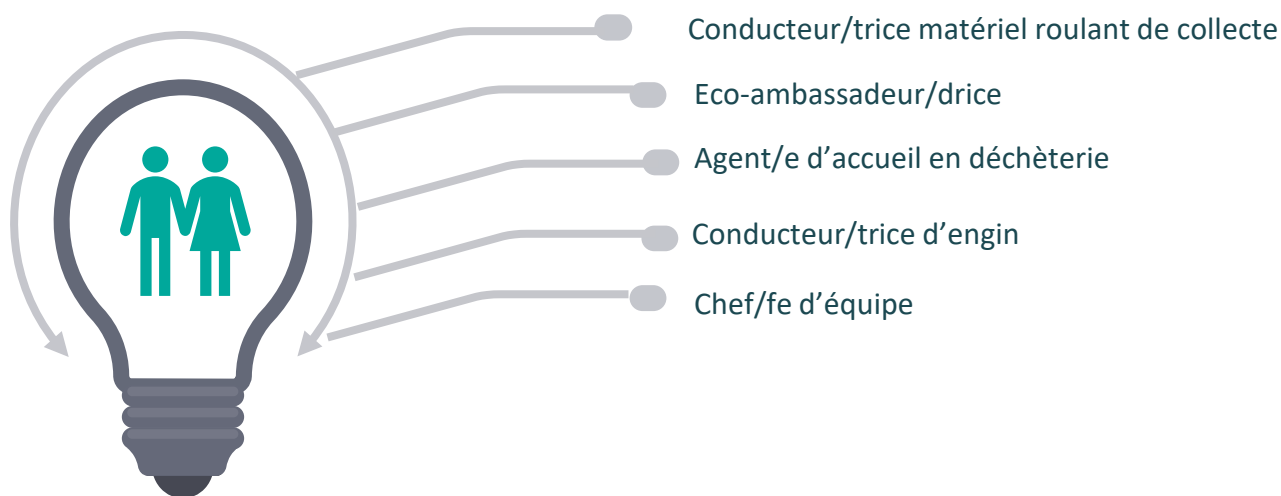 Conducteur/trice matériel roulant de collecte
Eco-ambassadeur/drice
Agent/e d’accueil en déchèterie
Conducteur/trice d’engin
Chef/fe d’équipe